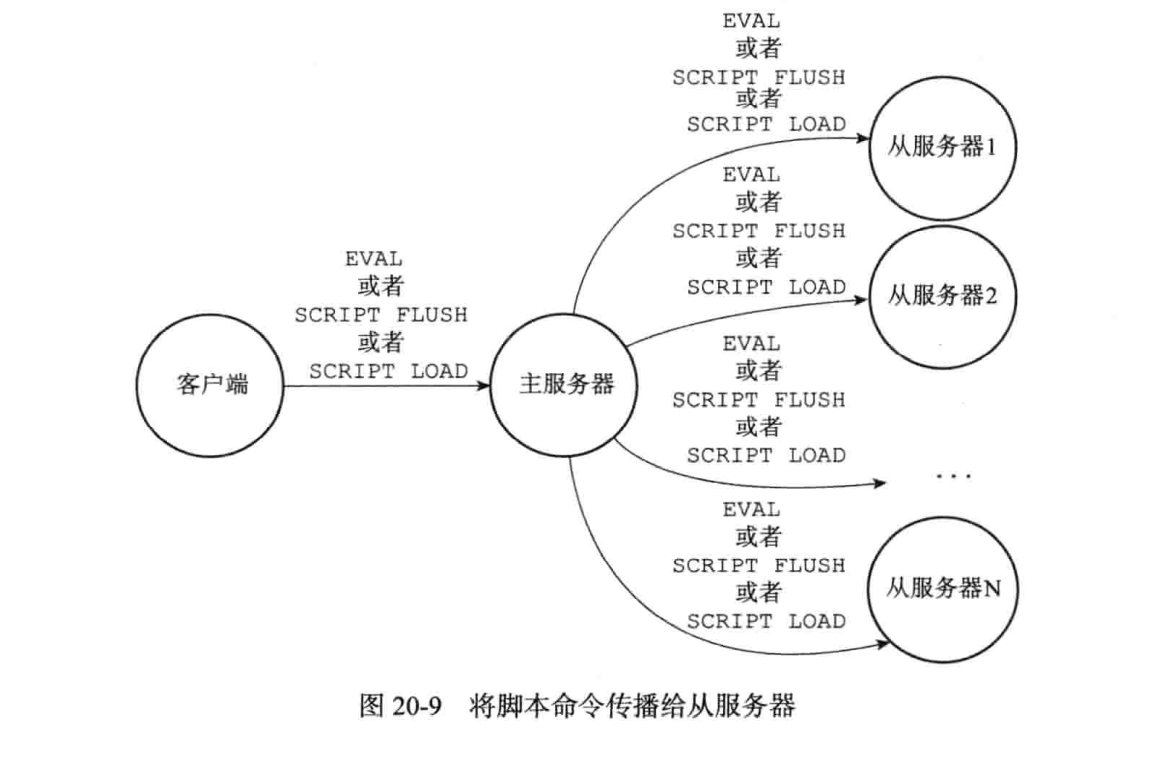 EVAL
或者
SCRIPT FLUSH
或者
SCRIPT LOAD
从服务器1
EVAL
或者
SCRIPT FLUSH
或者
SCRIPT LOAD
从服务器2
EVAL
或者
SCRIPT FLUSH
或者
SCRIPT LOAD
客户端
主服务器
EVAL
或者
SCRIPT FLUSH
或者
SCRIPT LOAD
...
EVAL
或者
SCRIPT FLUSH
或者
SCRIPT LOAD
从服务器N
图 20-9 将脚本命令传播给从服务器